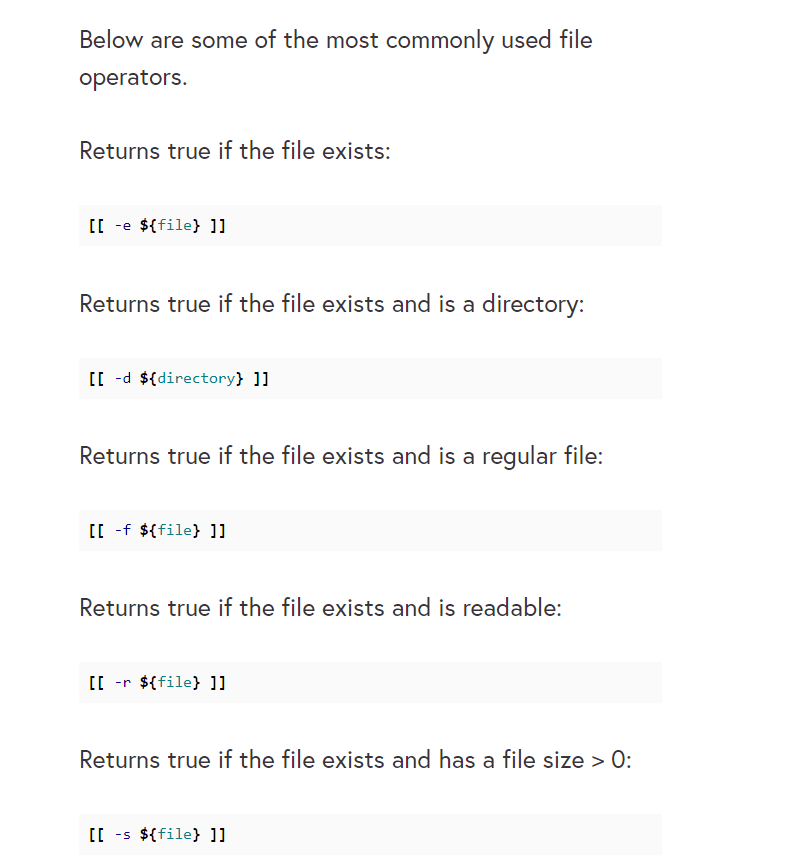 Below are some of the most commonly used file
operators.
Returns true if the file exists:
[[ -e ${file} ]]
Returns true if the file exists and is a directory:
[[ -d ${directory} ]]
Returns true if the file exists and is a regular file:
[[ -f ${file} ]]
Returns true if the file exists and is readable:
[[ -r ${file} ]]
Returns true if the file exists and has a file size > 0:
[[ -s ${file} ]]